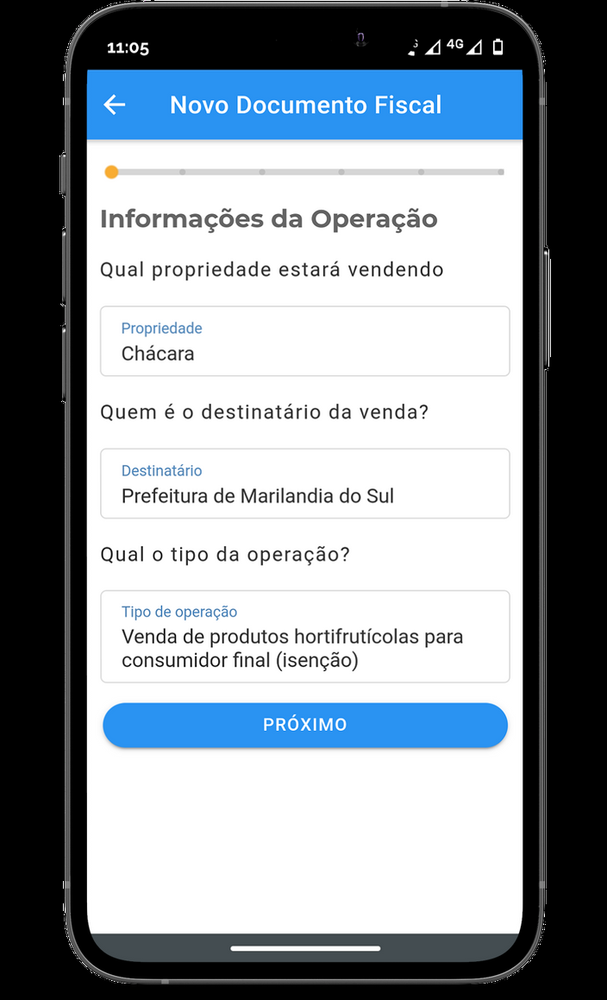 11:05
4G
Novo Documento Fiscal
Informações da Operação
Qual propriedade estará vendendo
Propriedade
Chácara
Quem é o destinatário da venda?
Destinatário
Prefeitura de Marilandia do Sul
Qual o tipo da operação?
Tipo de operação
Venda de produtos hortifrutícolas para
consumidor final (isenção)
PRÓXIMO